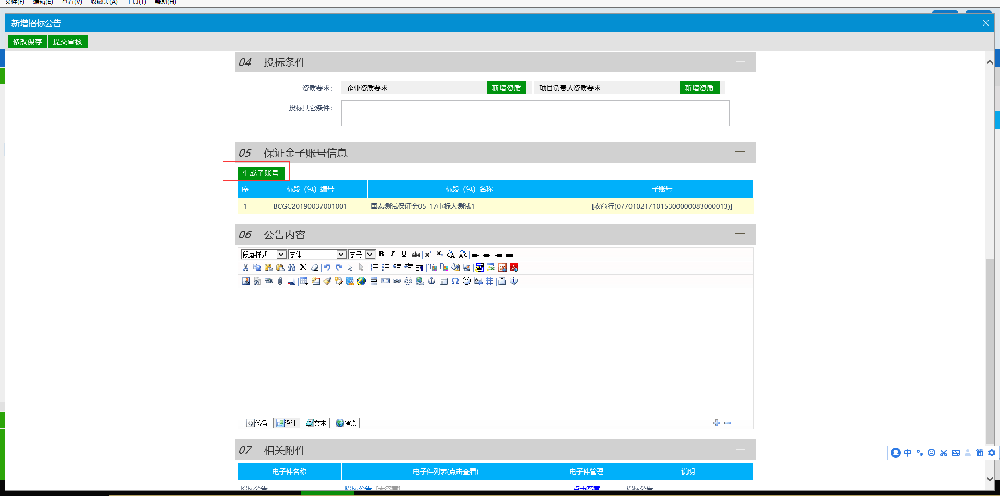 文件(F) 编辑(E) 查看(V) 收藏夹(A) 工具(T) 帮助(H)
新增招标公告
修改保存 提交审核
04 投标条件
资质要求: 企业资质要求 新增资质 项目负责人资质要求 新增资质
投标其它条件:
05 保证金子账号信息
生成子账号
序 标段（包）编号 标段（包）名称 子账号
1 BCGC20190037001001 国泰测试保证金05-17中标人测试1 [农商行(0770102171015300000083000013)]
06 公告内容
段落样式 字体 字号
代码 设计 文本 预览
07 相关附件
电子件名称 电子件列表(点击查看) 电子件管理 说明
招标公告 招标公告 [未签章] 点击签章 招标公告
中 简